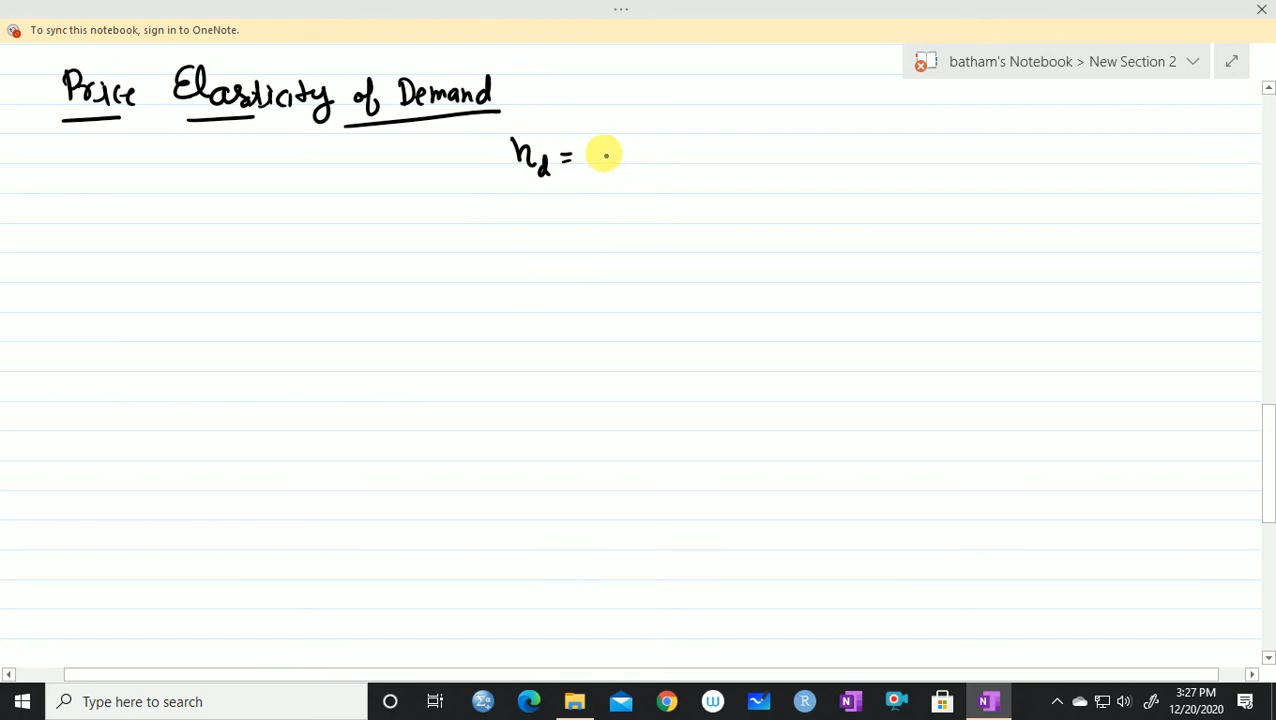 To sync this notebook, sign in to OneNote.
batham's Notebook > New Section 2
Price Elasticity of Demand
η_d =
Type here to search
3:27 PM
12/20/2020